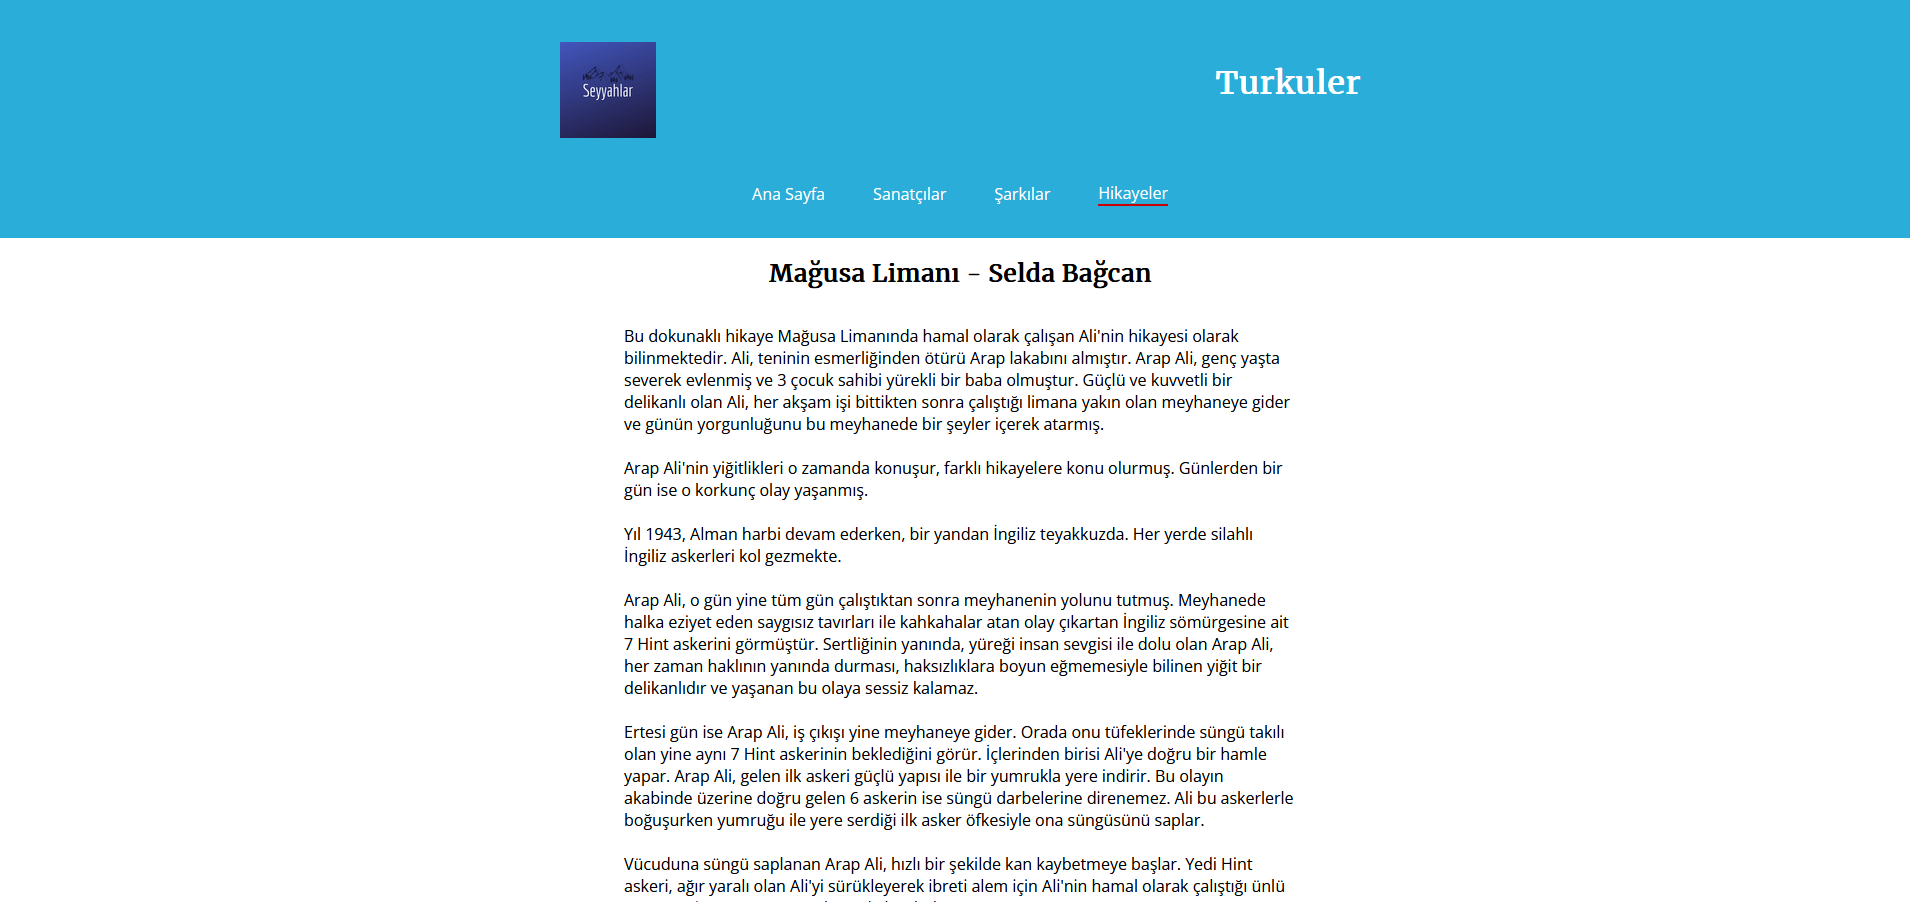 Seyyahlar
Turkuler
Ana Sayfa
Sanatçılar
Şarkılar
Hikayeler
Mağusa Limanı - Selda Bağcan
Bu dokunaklı hikaye Mağusa Limanında hamal olarak çalışan Ali'nin hikayesi olarak
bilinmektedir. Ali, teninin esmerliğinden ötürü Arap lakabını almıştır. Arap Ali, genç yaşta
severek evlenmiş ve 3 çocuk sahibi yürekli bir baba olmuştur. Güçlü ve kuvvetli bir
delikanlı olan Ali, her akşam işi bittikten sonra çalıştığı limana yakın olan meyhaneye gider
ve günün yorgunluğunu bu meyhanede bir şeyler içerek atarmış.
Arap Ali'nin yiğitlikleri o zamanda konuşur, farklı hikayelere konu olurmuş. Günlerden bir
gün ise o korkunç olay yaşanmış.
Yıl 1943, Alman harbi devam ederken, bir yandan İngiliz teyakkuzda. Her yerde silahlı
İngiliz askerleri kol gezmekte.
Arap Ali, o gün yine tüm gün çalıştıktan sonra meyhanenin yolunu tutmuş. Meyhanede
halka eziyet eden saygısız tavırları ile kahkahalar atan olay çıkartan İngiliz sömürgesine ait
7 Hint askerini görmüştür. Sertliğinin yanında, yüreği insan sevgisi ile dolu olan Arap Ali,
her zaman haklının yanında durması, haksızlıklara boyun eğmemesiyle bilinen yiğit bir
delikanlıdır ve yaşanan bu olaya sessiz kalamaz.
Ertesi gün ise Arap Ali, iş çıkışı yine meyhaneye gider. Orada onu tüfeklerinde süngü takılı
olan yine aynı 7 Hint askerinin beklediğini görür. İçlerinden birisi Ali'ye doğru bir hamle
yapar. Arap Ali, gelen ilk askeri güçlü yapısı ile bir yumrukla yere indirir. Bu olayın
akabinde üzerine doğru gelen 6 askerin ise süngü darbelerine direnemez. Ali bu askerlerle
boğuşurken yumruğu ile yere serdiği ilk asker öfkesiyle ona süngüsünü saplar.
Vücuduna süngü saplanan Arap Ali, hızlı bir şekilde kan kaybetmeye başlar. Yedi Hint
askeri, ağır yaralı olan Ali'yi sürükleyerek ibreti alem için Ali'nin hamal olarak çalıştığı ünlü